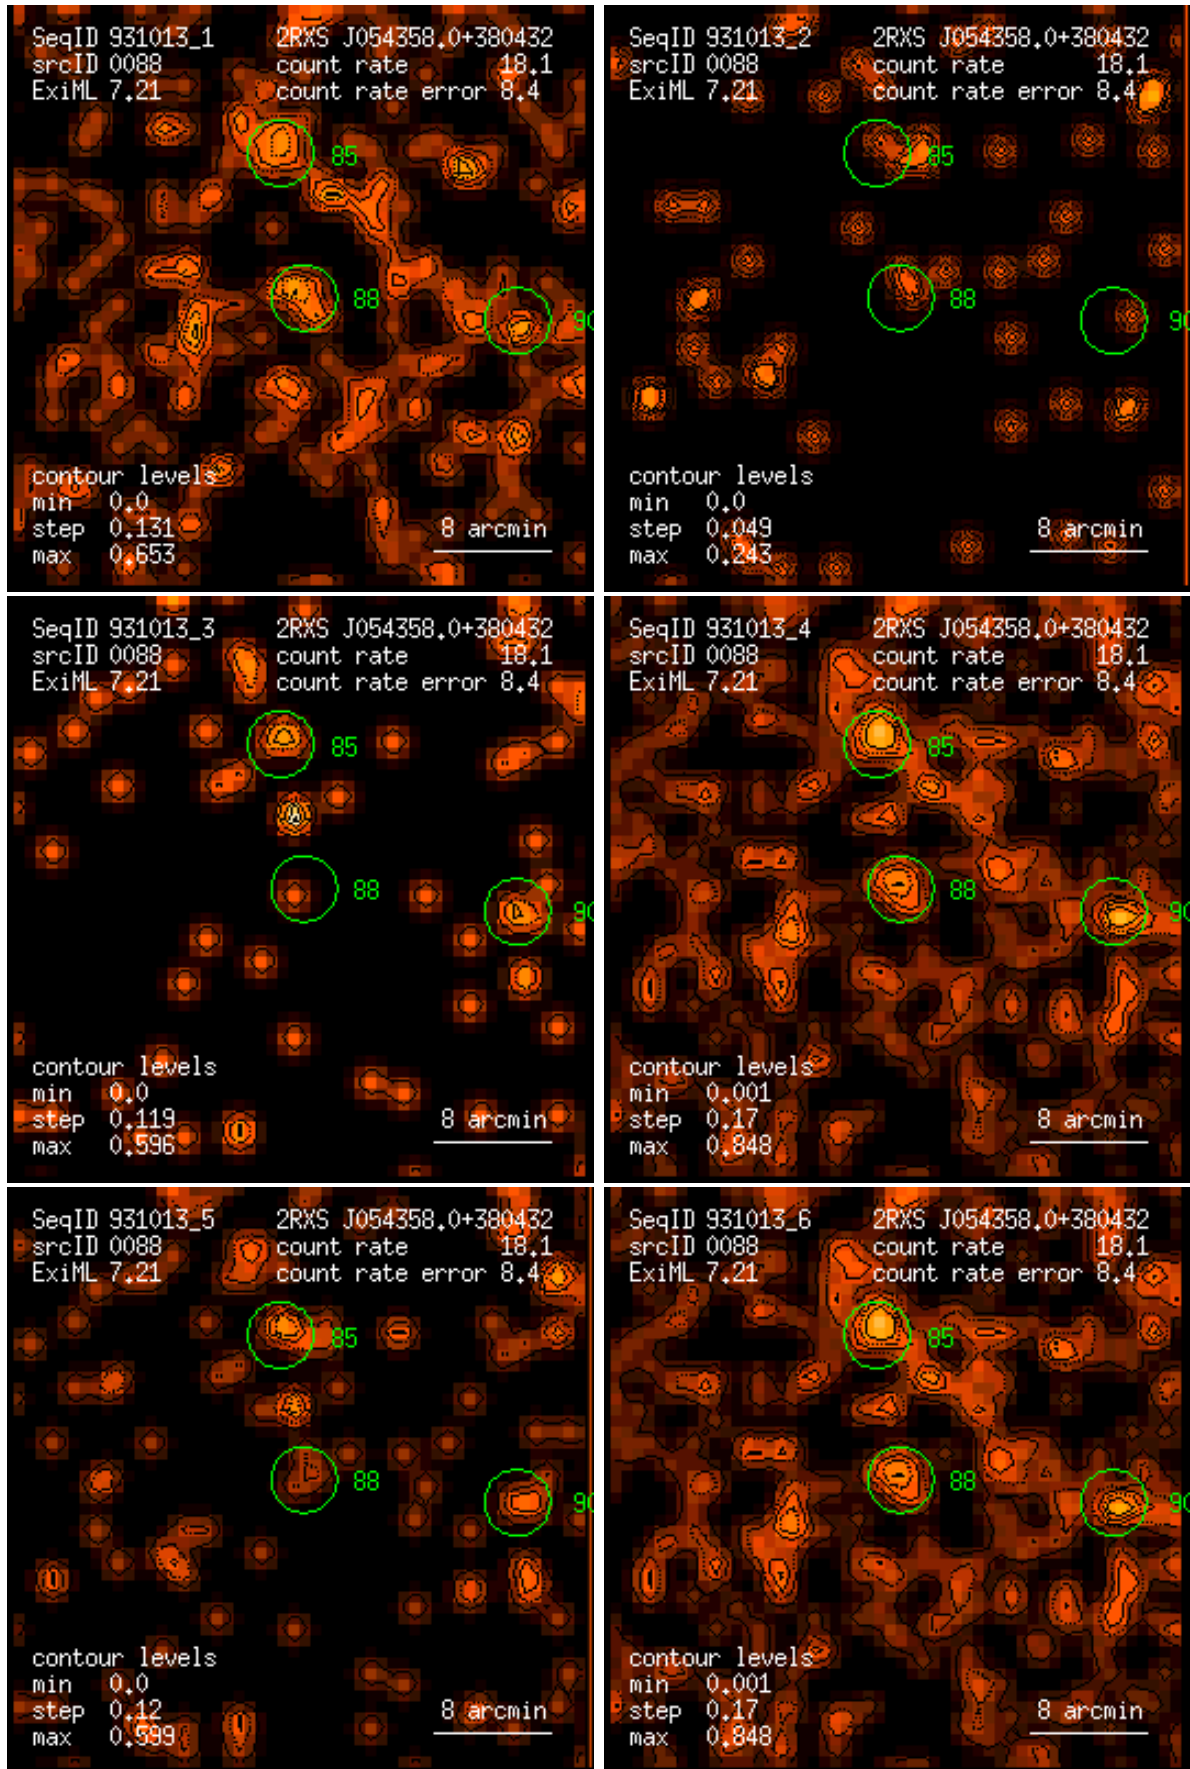 SeqID 931013_1 2RXS J054358.0+380432
srcID 0088 count rate 18.1
ExiML 7.21 count rate error 8.4
85
88
90
contour levels
min 0.0
step 0.131
max 0.653
8 arcmin
SeqID 931013_2 2RXS J054358.0+380432
srcID 0088 count rate 18.1
ExiML 7.21 count rate error 8.4
85
88
90
contour levels
min 0.0
step 0.049
max 0.243
8 arcmin
SeqID 931013_3 2RXS J054358.0+380432
srcID 0088 count rate 18.1
ExiML 7.21 count rate error 8.4
85
88
90
contour levels
min 0.0
step 0.119
max 0.596
8 arcmin
SeqID 931013_4 2RXS J054358.0+380432
srcID 0088 count rate 18.1
ExiML 7.21 count rate error 8.4
85
88
90
contour levels
min 0.001
step 0.17
max 0.848
8 arcmin
SeqID 931013_5 2RXS J054358.0+380432
srcID 0088 count rate 18.1
ExiML 7.21 count rate error 8.4
85
88
90
contour levels
min 0.0
step 0.12
max 0.599
8 arcmin
SeqID 931013_6 2RXS J054358.0+380432
srcID 0088 count rate 18.1
ExiML 7.21 count rate error 8.4
85
88
90
contour levels
min 0.001
step 0.17
max 0.848
8 arcmin